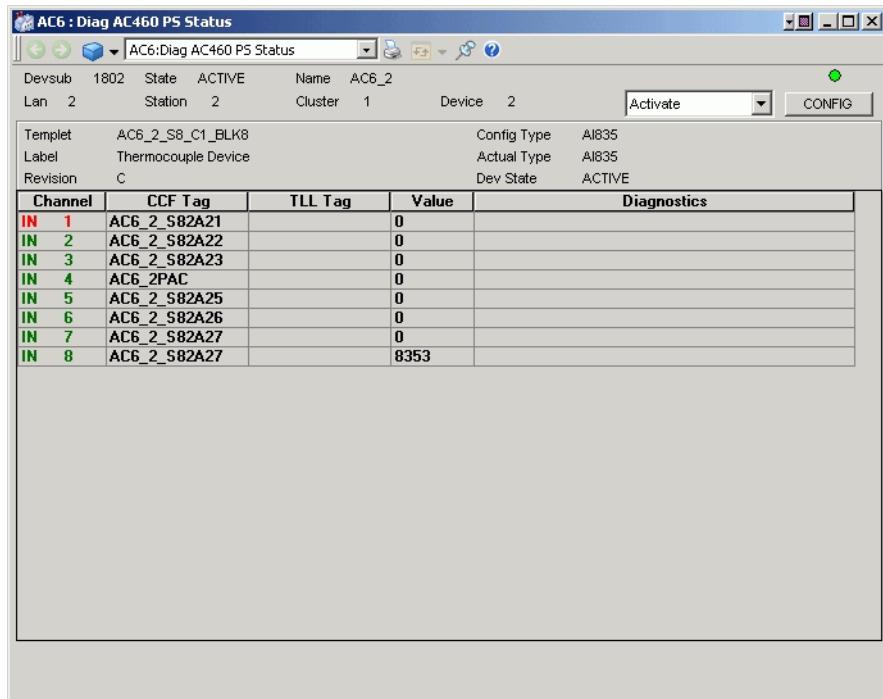 AC6 : Diag AC460 PS Status
AC6:Diag AC460 PS Status
Devsub 1802 State ACTIVE Name AC6_2
Lan 2 Station 2 Cluster 1 Device 2 Activate CONFIG
Templet AC6_2_S8_C1_BLK8 Config Type AI835
Label Thermocouple Device Actual Type AI835
Revision C Dev State ACTIVE
Channel CCF Tag TLL Tag Value Diagnostics
IN 1 AC6_2_S82A21 0
IN 2 AC6_2_S82A22 0
IN 3 AC6_2_S82A23 0
IN 4 AC6_2PAC 0
IN 5 AC6_2_S82A25 0
IN 6 AC6_2_S82A26 0
IN 7 AC6_2_S82A27 0
IN 8 AC6_2_S82A27 8353